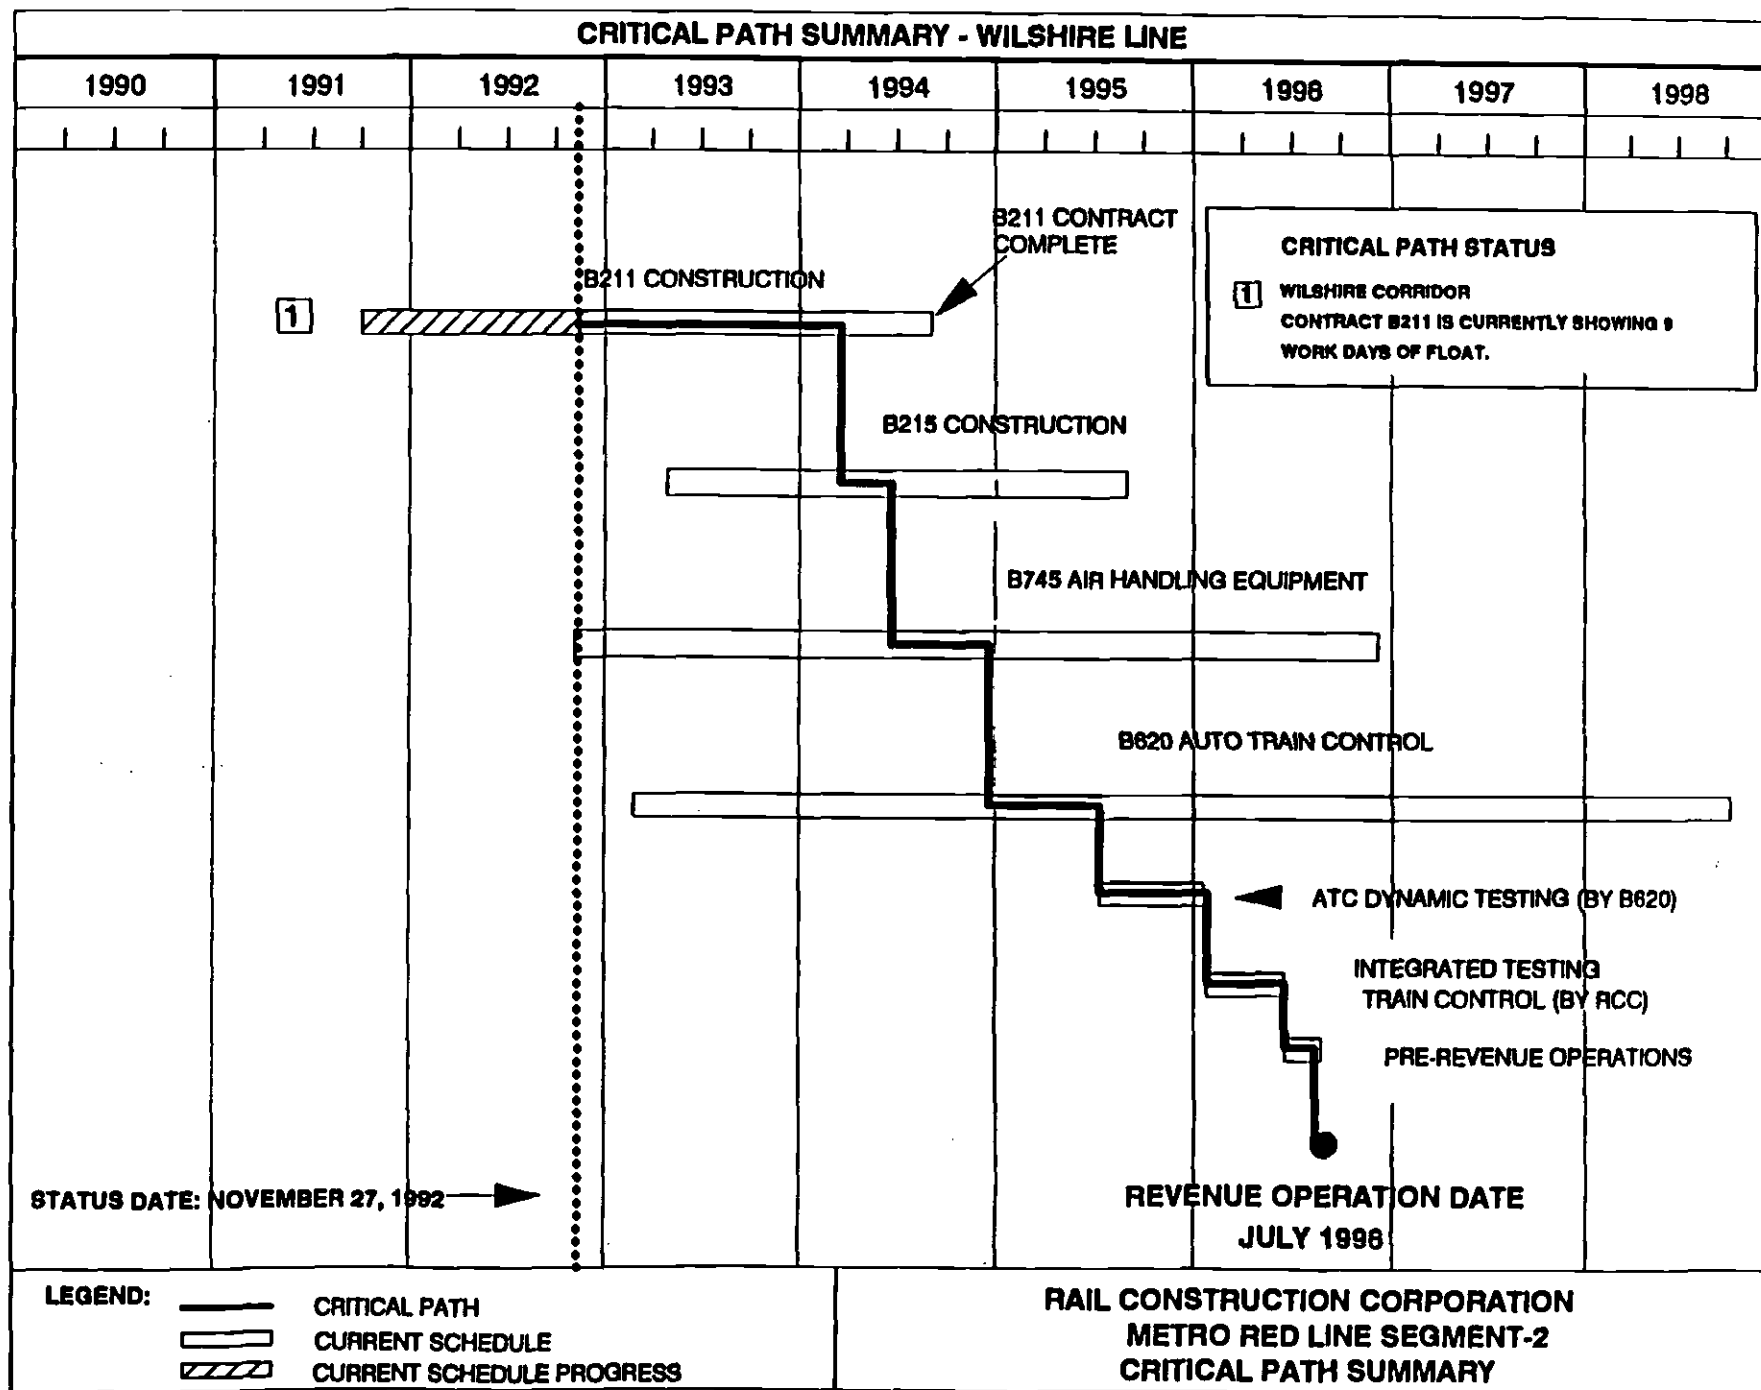 CRITICAL PATH SUMMARY - WILSHIRE LINE
1990 1991 1992 1993 1994 1995 1998 1997 1998
B211 CONTRACT
COMPLETE
B211 CONSTRUCTION
CRITICAL PATH STATUS
1
1 WILSHIRE CORRIDOR
CONTRACT B211 IS CURRENTLY SHOWING 9
WORK DAYS OF FLOAT.
B215 CONSTRUCTION
B745 AIR HANDLING EQUIPMENT
B620 AUTO TRAIN CONTROL
ATC DYNAMIC TESTING (BY B620)
INTEGRATED TESTING
TRAIN CONTROL (BY RCC)
PRE-REVENUE OPERATIONS
STATUS DATE: NOVEMBER 27, 1992
REVENUE OPERATION DATE
JULY 1998
LEGEND:
CRITICAL PATH
CURRENT SCHEDULE
CURRENT SCHEDULE PROGRESS
RAIL CONSTRUCTION CORPORATION
METRO RED LINE SEGMENT-2
CRITICAL PATH SUMMARY